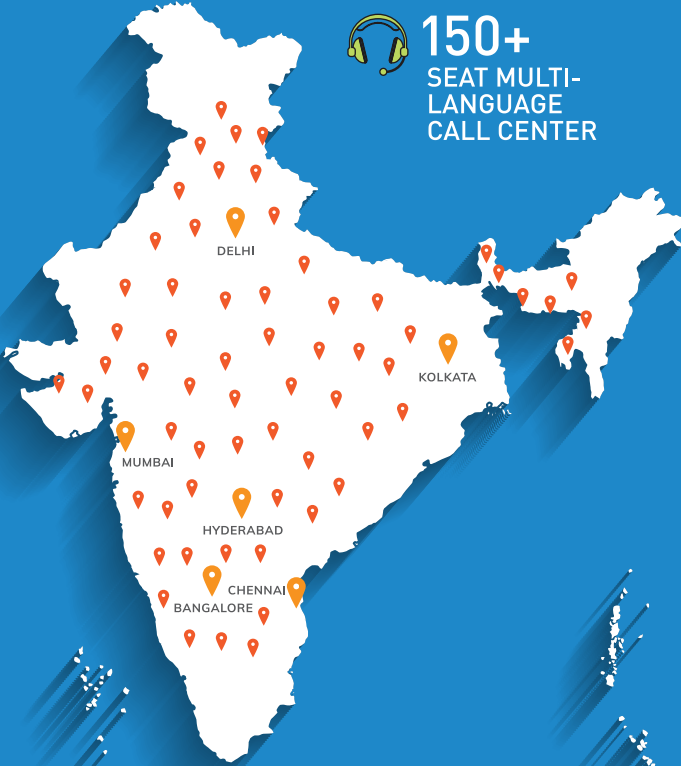 150+
SEAT MULTI-
LANGUAGE
CALL CENTER
DELHI
KOLKATA
MUMBAI
HYDERABAD
CHENNAI
BANGALORE